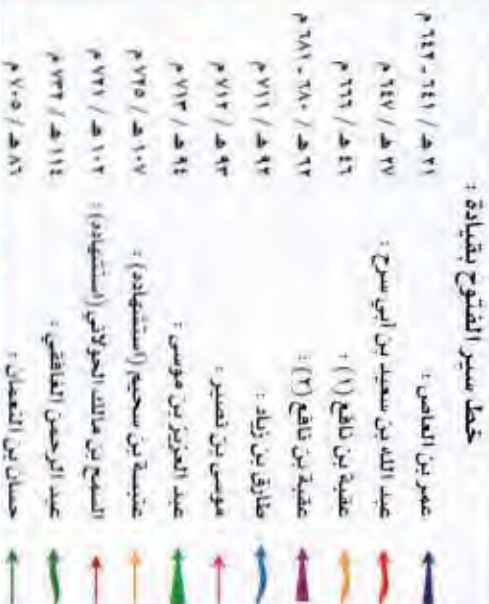 خط سير الفتوح بقيادة :
عمر بن العاص : ٢١ هـ / ٦٤١ - ٦٤٢ م
عبد الله بن سعيد بن أبي سرح : ٢٧ هـ / ٦٤٧ م
عقبة بن نافع (١) : ٤٦ هـ / ٦٦٦ م
عقبة بن نافع (٢) : ٦٢ هـ / ٦٨٠ - ٦٨١ م
طارق بن زياد : ٩٢ هـ / ٧١١ م
موسى بن نصير : ٩٣ هـ / ٧١٢ م
عبد العزيز بن موسى : ٩٤ هـ / ٧١٣ م
عنبسة بن سحيم (استشهاده) : ١٠٧ هـ / ٧٢٥ م
السمح بن مالك الخولاني (استشهاده) : ١٠٢ هـ / ٧٢١ م
عبد الرحمن الغافقي : ١١٤ هـ / ٧٣٢ م
حسان بن النعمان : ٨٦ هـ / ٧٠٥ م